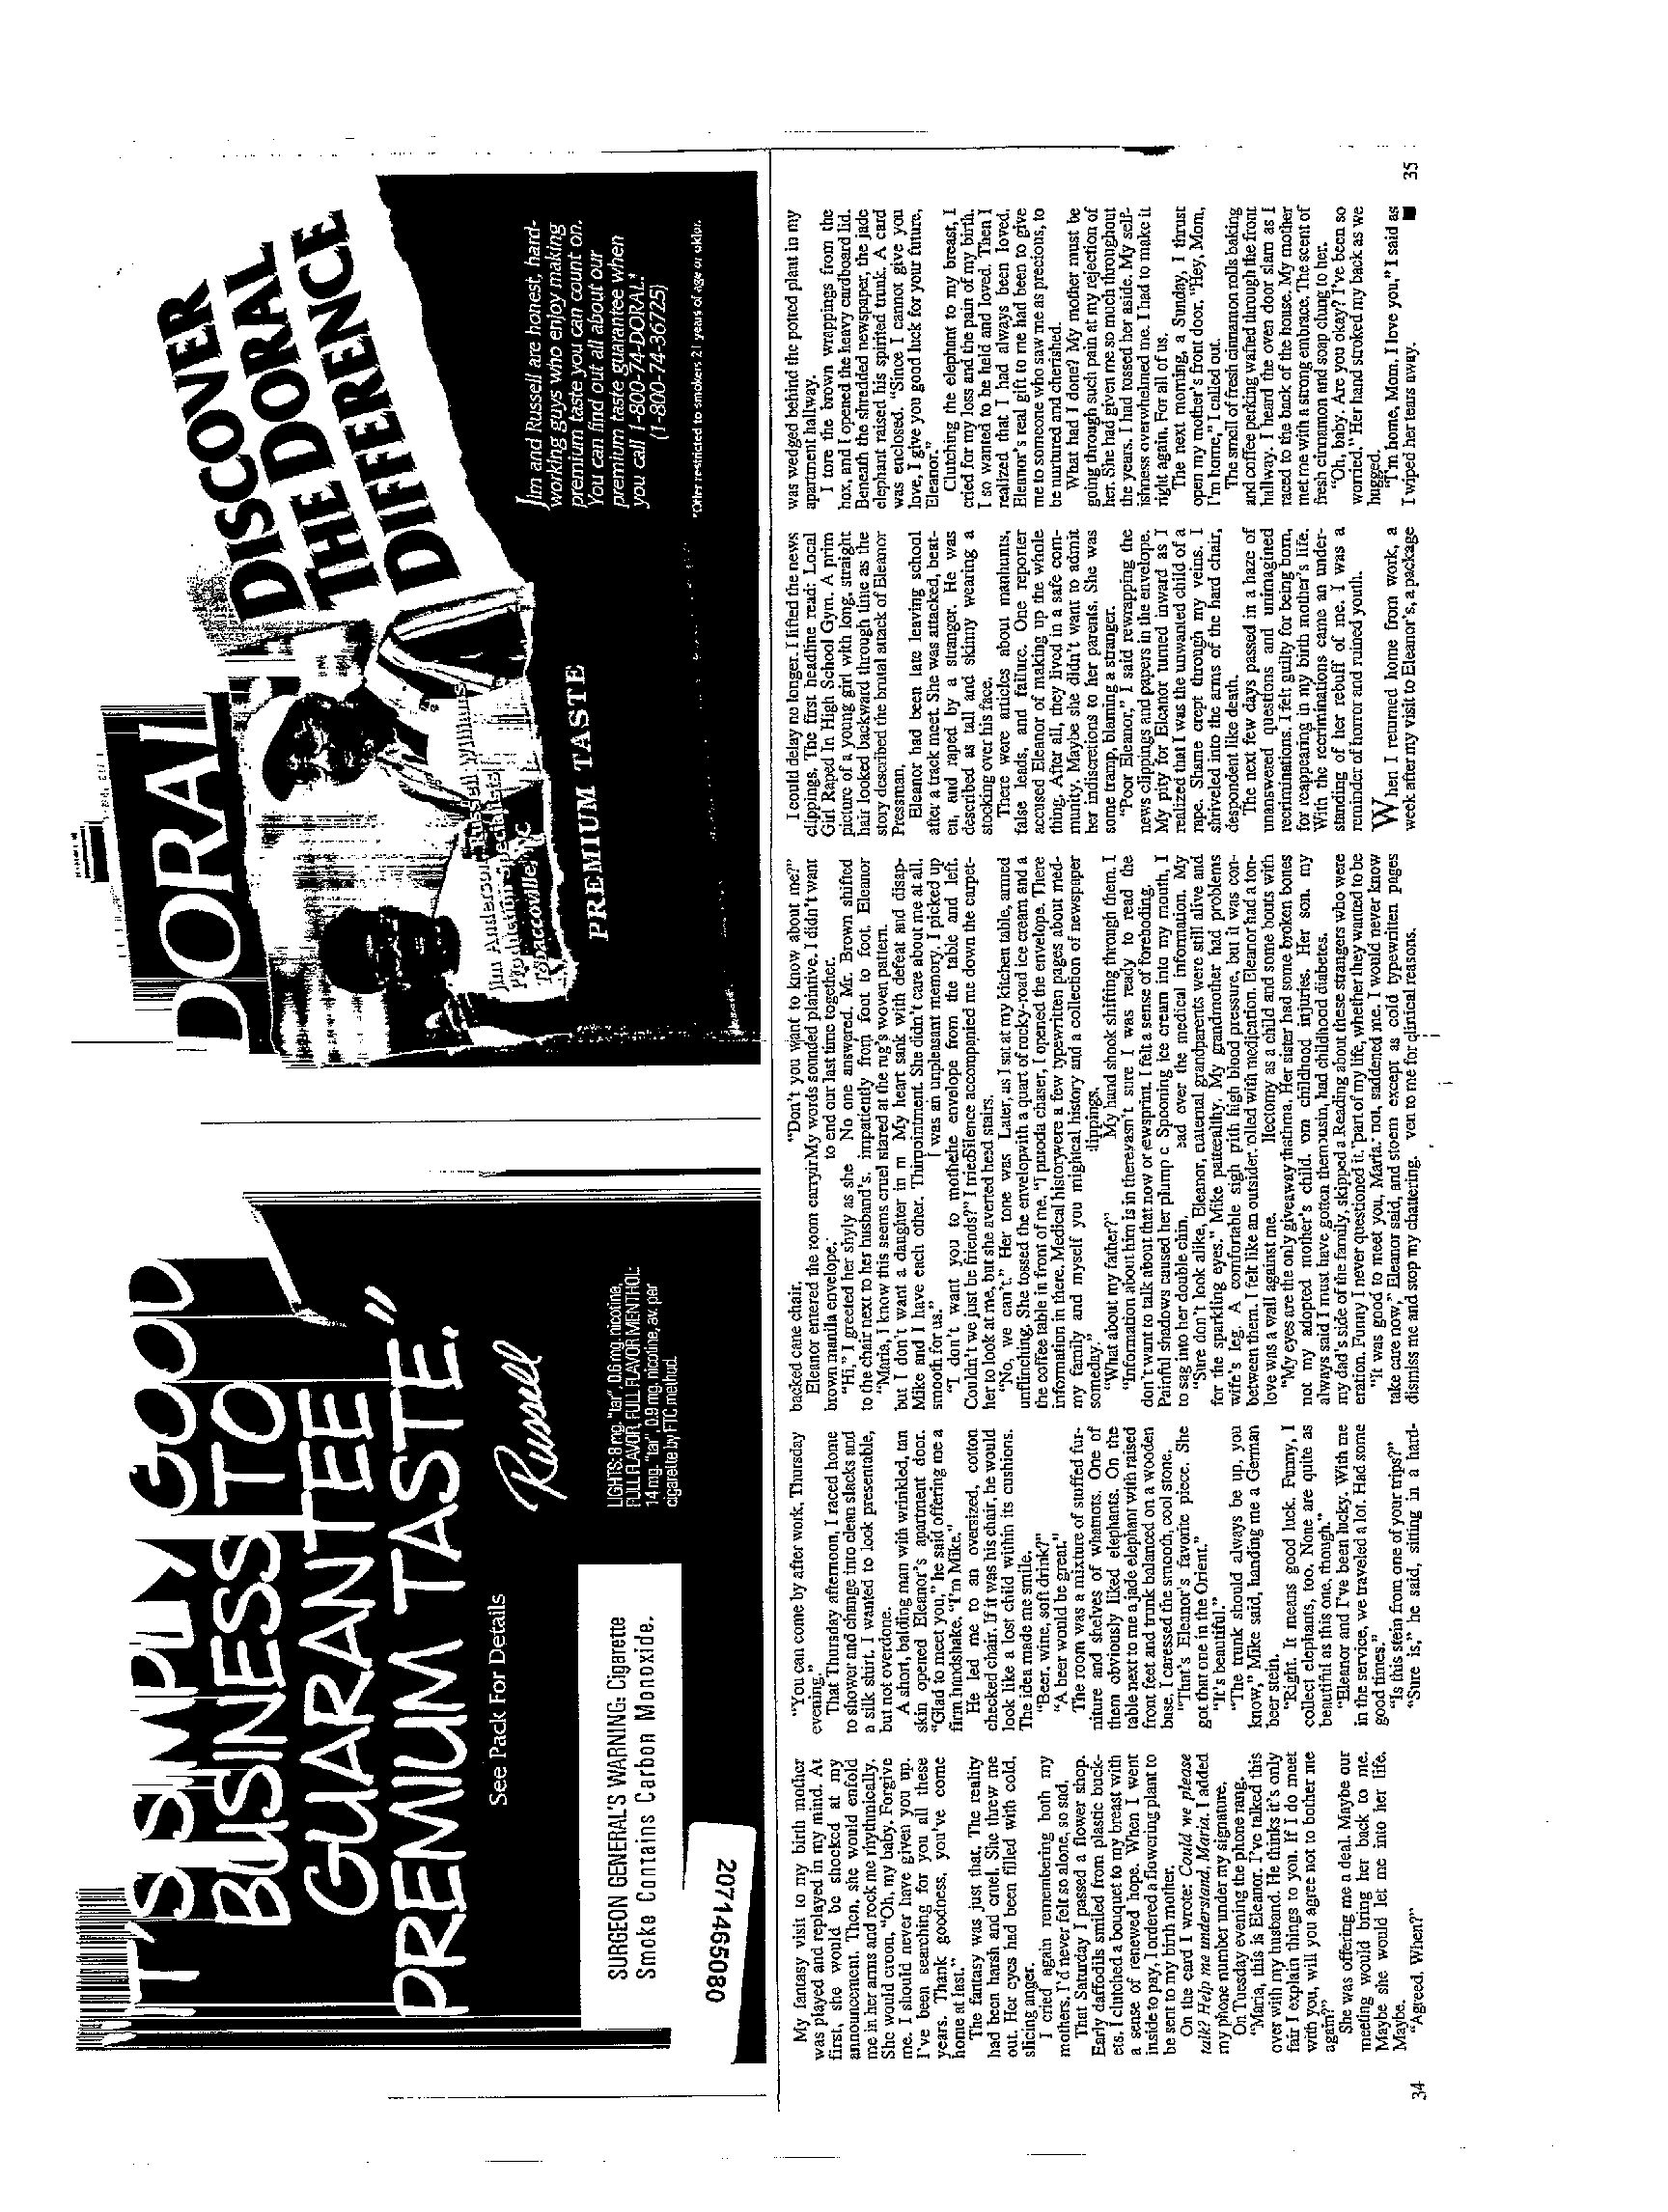 IT'S SIMPLY GOOD
BUSINESS TO
GUARANTEE
PREMIUM TASTE."
See Pack For Details
Russell
SURGEON GENERAL'S WARNING: Cigarette
Smoke Contains Carbon Monoxide.
LIGHTS: 8 mg. "tar", 0.6 mg. nicotine,
FULL FLAVOR, FULL FLAVOR MENTHOL:
14 mg. "tar", 0.9 mg. nicotine, av. per
cigarette by FTC method.
2071465080
DORAL
DISCOVER
THE DORAL
DIFFERENCE
Jim Anderson
Russell Willhus
Tobaccoville, NC
PREMIUM TASTE
Jim and Russell are honest, hard-
working guys who enjoy making
premium taste you can count on.
You can find out all about our
premium taste guarantee when
you call 1-800-74-DORAL!*
(1-800-74-36725)
*Offer restricted to smokers 21 years of age or older.
My fantasy visit to my birth mother
was played and replayed in my mind. At
first, she would be shocked at my
announcement. Then, she would enfold
me in her arms and rock me rhythmically.
She would croon, "Oh, my baby. Forgive
me. I should never have given you up.
I've been searching for you all these
years. Thank goodness, you've come
home at last."
The fantasy was just that. The reality
had been harsh and cruel. She threw me
out. Her eyes had been filled with cold,
slicing anger.
I cried again remembering both my
mothers. I'd never felt so alone, so sad.
That Saturday I passed a flower shop.
Early daffodils smiled from plastic buck-
ets. I clutched a bouquet to my breast with
a sense of renewed hope. When I went
inside to pay, I ordered a flowering plant to
be sent to my birth mother.
On the card I wrote: Could we please
talk? Help me understand, Maria. I added
my phone number under my signature.
On Tuesday evening the phone rang.
"Maria, this is Eleanor. I've talked this
over with my husband. He thinks it's only
fair I explain things to you. If I do meet
with you, will you agree not to bother me
again?"
She was offering me a deal. Maybe our
meeting would bring her back to me.
Maybe she would let me into her life.
Maybe.
"Agreed. When?"
34
"You can come by after work, Thursday
evening."
That Thursday afternoon, I raced home
to shower and change into clean slacks and
a silk shirt. I wanted to look presentable,
but not overdone.
A short, balding man with wrinkled, tan
skin opened Eleanor's apartment door.
"Glad to meet you," he said offering me a
firm handshake. "I'm Mike."
He led me to an oversized, cotton
checked chair. If it was his chair, he would
look like a lost child within its cushions.
The idea made me smile.
"Beer, wine, soft drink?"
"A beer would be great."
The room was a mixture of stuffed fur-
niture and shelves of whatnots. One of
them obviously liked elephants. On the
table next to me a jade elephant with raised
front feet and trunk balanced on a wooden
base. I caressed the smooth, cool stone.
"That's Eleanor's favorite piece. She
got that one in the Orient."
"It's beautiful."
"The trunk should always be up, you
know," Mike said, handing me a German
beer stein.
"Right. It means good luck. Funny, I
collect elephants, too. None are quite as
beautiful as this one, though."
"Eleanor and I've been lucky. With me
in the service, we traveled a lot. Had some
good times."
"Is this stein from one of your trips?"
"Sure is," he said, sitting in a hard-
backed cane chair.
Eleanor entered the room carryir
brown manila envelope.
"Hi," I greeted her shyly as she
to the chair next to her husband's.
"Maria, I know this seems cruel
but I don't want a daughter in m
Mike and I have each other. Thi
smooth for us."
"I don't want you to mothe
Couldn't we just be friends?" I tried
her to look at me, but she averted he
"No, we can't." Her tone was
unflinching. She tossed the envelop
the coffee table in front of me, "I pu
information in there. Medical history
my family and myself you might
someday."
"What about my father?"
"Information about him is in there
don't want to talk about that now or
Painful shadows caused her plump c
to sag into her double chin.
"Sure don't look alike, Eleanor,
for the sparkling eyes." Mike patte
wife's leg. A comfortable sigh p
between them. I felt like an outsider.
love was a wall against me.
"My eyes are the only giveaway tha
not my adopted mother's child.
always said I must have gotten them
my dad's side of the family, skipped a
eration. Funny I never questioned it."
"It was good to meet you, Maria.
take care now," Eleanor said, and sto
dismiss me and stop my chattering.
"Don't you want to know about me?"
My words sounded plaintive. I didn't want
to end our last time together.
No one answered. Mr. Brown shifted
impatiently from foot to foot. Eleanor
stared at the rug's woven pattern.
My heart sank with defeat and disap-
pointment. She didn't care about me at all.
I was an unpleasant memory. I picked up
the envelope from the table and left.
Silence accompanied me down the carpet-
ed stairs.
Later, as I sat at my kitchen table, armed
with a quart of rocky-road ice cream and a
soda chaser, I opened the envelope. There
were a few typewritten pages about med-
ical history and a collection of newspaper
clippings.
My hand shook shifting through them. I
wasn't sure I was ready to read the
newsprint. I felt a sense of foreboding.
Spooning ice cream into my mouth, I
read over the medical information. My
maternal grandparents were still alive and
healthy. My grandmother had problems
with high blood pressure, but it was con-
trolled with medication. Eleanor had a ton-
sillectomy as a child and some bouts with
asthma. Her sister had some broken bones
from childhood injuries. Her son, my
cousin, had childhood diabetes.
Reading about these strangers who were
part of my life, whether they wanted to be
or not, saddened me. I would never know
them except as cold typewritten pages
given to me for clinical reasons.
I could delay no longer. I lifted the news
clippings. The first headline read: Local
Girl Raped In High School Gym. A prim
picture of a young girl with long, straight
hair looked backward through time as the
story described the brutal attack of Eleanor
Pressman.
Eleanor had been late leaving school
after a track meet. She was attacked, beat-
en, and raped by a stranger. He was
described as tall and skinny wearing a
stocking over his face.
There were articles about manhunts,
false leads, and failure. One reporter
accused Eleanor of making up the whole
thing. After all, they lived in a safe com-
munity. Maybe she didn't want to admit
her indiscretions to her parents. She was
some tramp, blaming a stranger.
"Poor Eleanor," I said rewrapping the
news clippings and papers in the envelope.
My pity for Eleanor turned inward as I
realized that I was the unwanted child of a
rape. Shame crept through my veins. I
shriveled into the arms of the hard chair,
despondent like death.
The next few days passed in a haze of
unanswered questions and unimagined
recriminations. I felt guilty for being born,
for reappearing in my birth mother's life.
With the recriminations came an under-
standing of her rebuff of me. I was a
reminder of horror and ruined youth.
When I returned home from work, a
week after my visit to Eleanor's, a package
was wedged behind the potted plant in my
apartment hallway.
I tore the brown wrappings from the
box, and I opened the heavy cardboard lid.
Beneath the shredded newspaper, the jade
elephant raised his spirited trunk. A card
was enclosed. "Since I cannot give you
love, I give you good luck for your future,
Eleanor."
Clutching the elephant to my breast, I
cried for my loss and the pain of my birth.
I so wanted to be held and loved. Then I
realized that I had always been loved.
Eleanor's real gift to me had been to give
me to someone who saw me as precious, to
be nurtured and cherished.
What had I done? My mother must be
going through such pain at my rejection of
her. She had given me so much throughout
the years. I had tossed her aside. My self-
ishness overwhelmed me. I had to make it
right again. For all of us.
The next morning, a Sunday, I thrust
open my mother's front door. "Hey, Mom,
I'm home," I called out.
The smell of fresh cinnamon rolls baking
and coffee perking wafted through the front
hallway. I heard the oven door slam as I
raced to the back of the house. My mother
met me with a strong embrace. The scent of
fresh cinnamon and soap clung to her.
"Oh, baby. Are you okay? I've been so
worried." Her hand stroked my back as we
hugged.
"I'm home, Mom. I love you," I said as
I wiped her tears away. ■
35